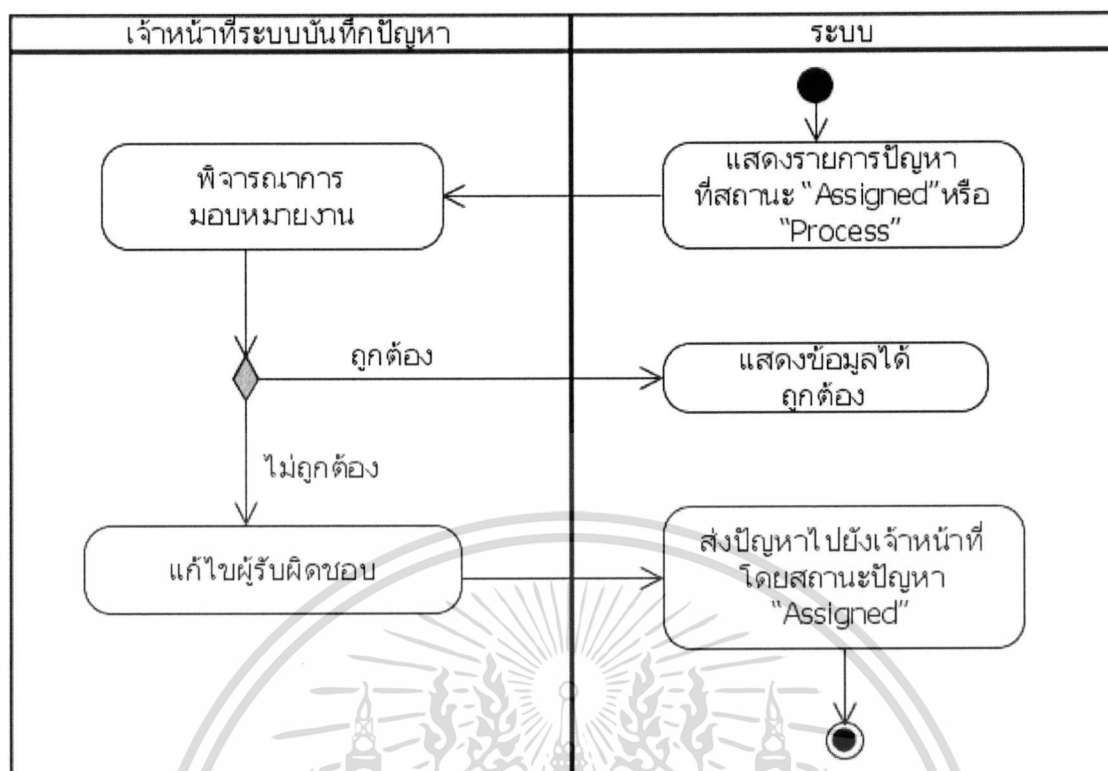 เจ้าหน้าที่ระบบบันทึกปัญหา
ระบบ
แสดงรายการปัญหา
ที่สถานะ “Assigned”หรือ
“Process”
พิจารณาการ
มอบหมายงาน
ถูกต้อง
แสดงข้อมูลได้
ถูกต้อง
ไม่ถูกต้อง
แก้ไขผู้รับผิดชอบ
ส่งปัญหาไปยังเจ้าหน้าที่
โดยสถานะปัญหา
“Assigned”